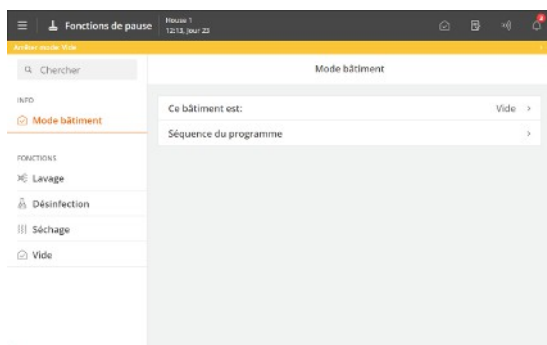 Fonctions de pause
House 1
12:13, Jour 23
Arrêter mode Vide
Chercher
Mode bâtiment
INFO
Mode bâtiment
Ce bâtiment est: Vide
Séquence du programme
FONCTIONS
Lavage
Désinfection
Séchage
Vide